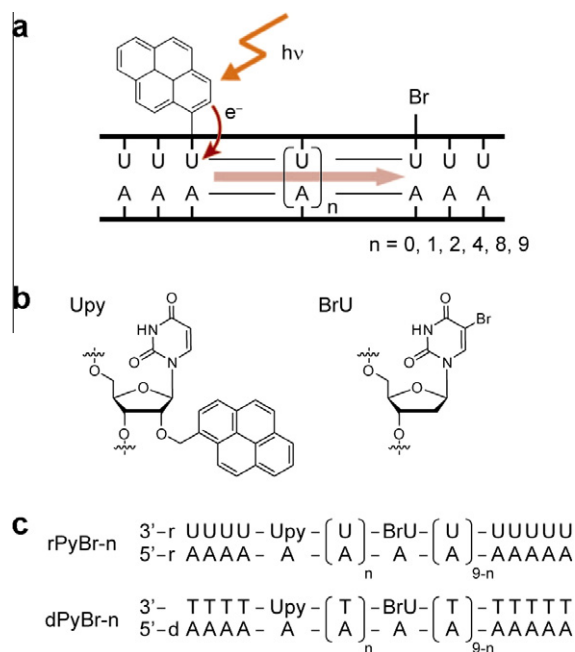 a
hν
e⁻
Br
U U U U U U U
A A A A A A A
n
n = 0, 1, 2, 4, 8, 9
b
Upy
BrU
O
O
HN
Br
HN
O
N
O
N
O
O
O
O
O
O
O
c
rPyBr-n
3'-r UUUU – Upy – (U) – BrU – (U) – UUUUU
5'-r AAAA – A – (A) – A – (A) – AAAAA
n 9-n
dPyBr-n
3'- TTTT – Upy – (T) – BrU – (T) – TTTTT
5'-d AAAA – A – (A) – A – (A) – AAAAA
n 9-n